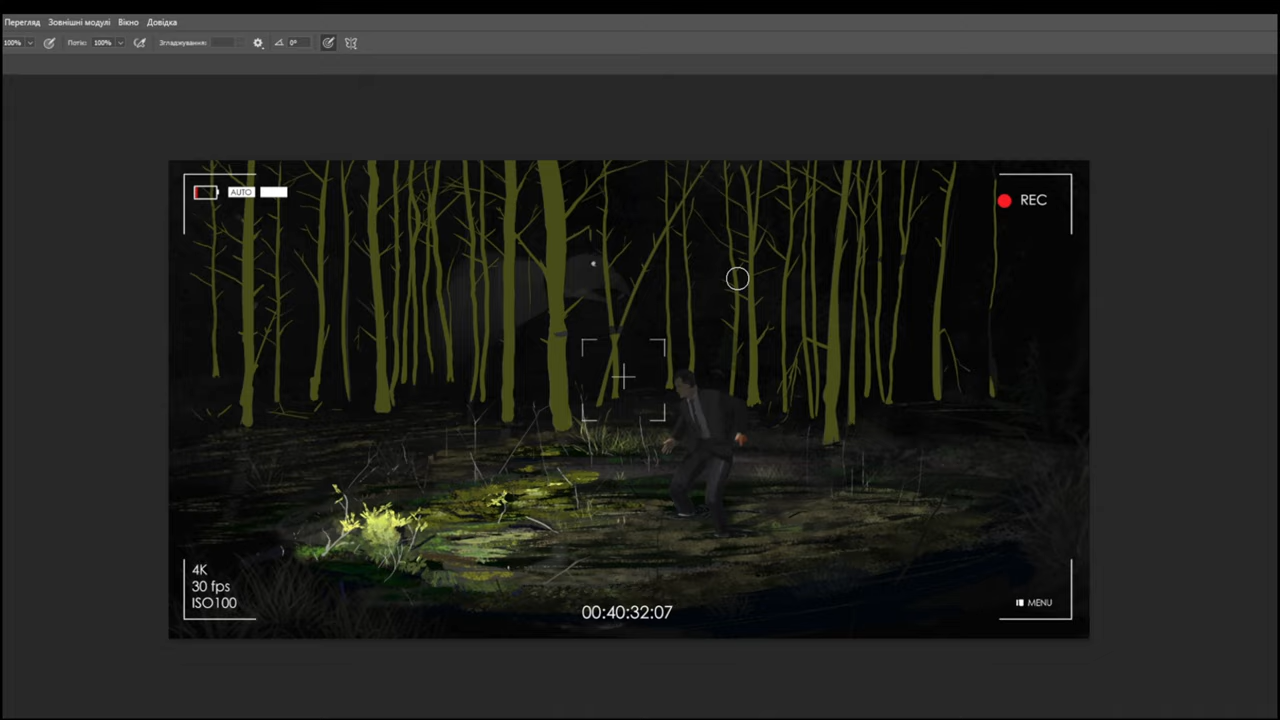 Перегляд Зовнішні модулі Вікно Довідка
100% Потік: 100% Згладжування: 0°
AUTO
REC
4K
30 fps
ISO100
00:40:32:07
MENU